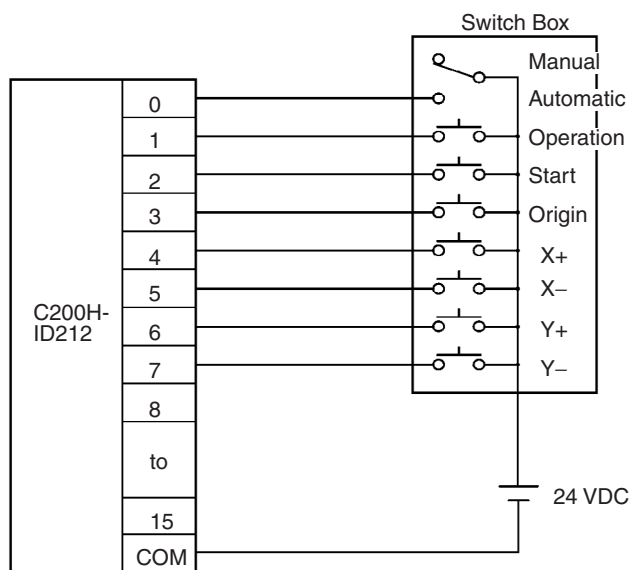 Switch Box
Manual
0
Automatic
1
Operation
2
Start
3
Origin
4
X+
5
X−
C200H-
ID212
6
Y+
7
Y−
8
to
24 VDC
15
COM